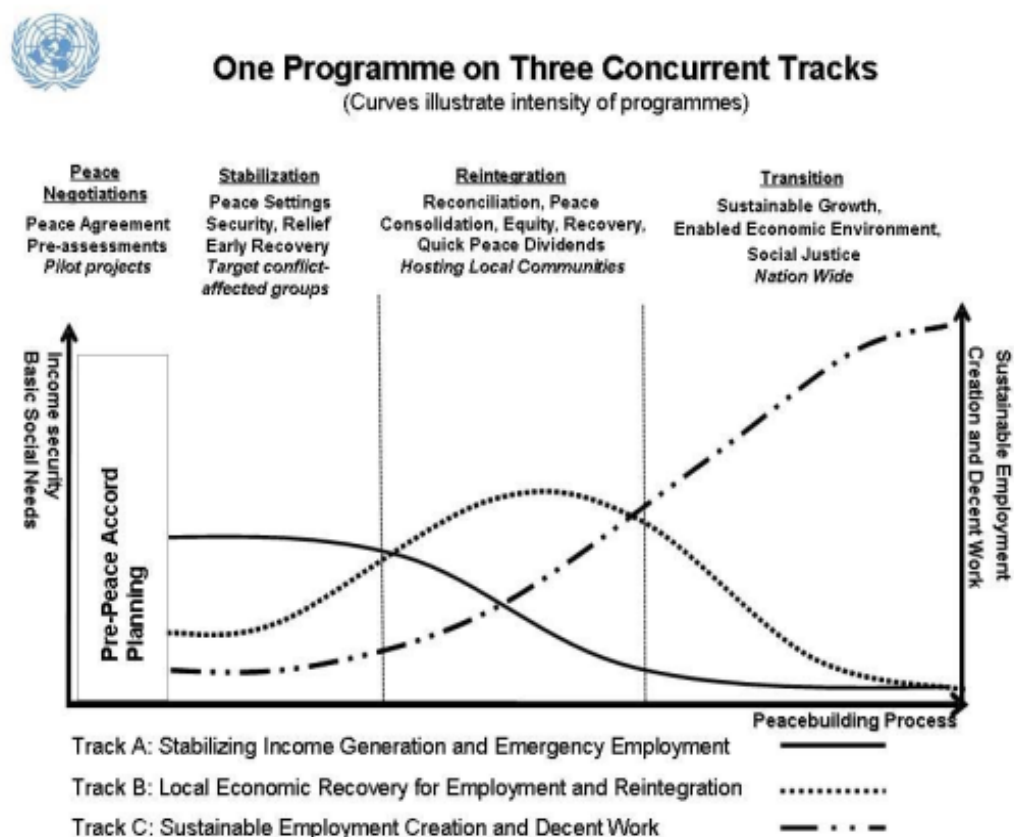 One Programme on Three Concurrent Tracks
(Curves illustrate intensity of programmes)
Peace
Negotiations
Peace Agreement
Pre-assessments
Pilot projects
Stabilization
Peace Settings
Security, Relief
Early Recovery
Target conflict-
affected groups
Reintegration
Reconciliation, Peace
Consolidation, Equity, Recovery,
Quick Peace Dividends
Hosting Local Communities
Transition
Sustainable Growth,
Enabled Economic Environment,
Social Justice
Nation Wide
Income security
Basic Social Needs
Pre-Peace Accord
Planning
Sustainable Employment
Creation and Decent Work
Peacebuilding Process
Track A: Stabilizing Income Generation and Emergency Employment
Track B: Local Economic Recovery for Employment and Reintegration
Track C: Sustainable Employment Creation and Decent Work